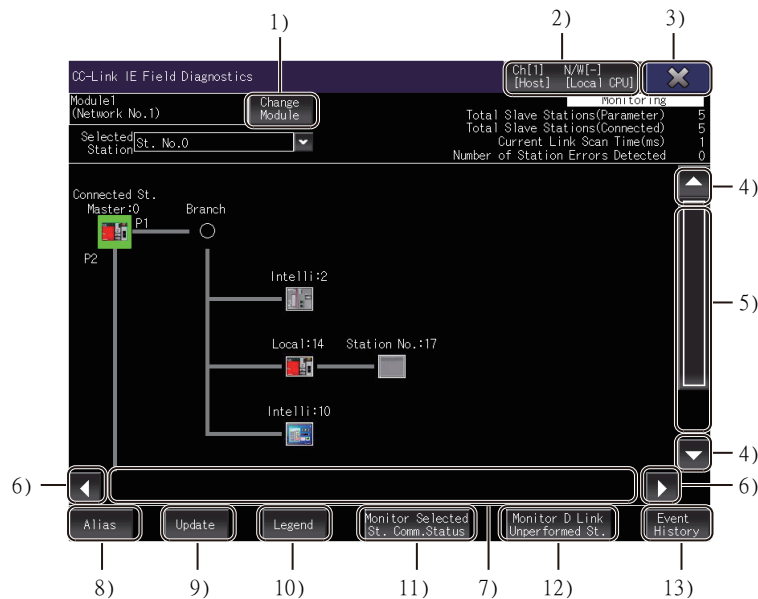 1)
2)
3)
CC-Link IE Field Diagnostics
Ch[1] N/W[-]
[Host] [Local CPU]
Module1
(Network No.1)
Change
Module
Monitoring
Total Slave Stations(Parameter) 5
Total Slave Stations(Connected) 5
Current Link Scan Time(ms) 1
Number of Station Errors Detected 0
Selected
Station
St. No.0
4)
Connected St.
Master:0
P1
Branch
P2
Intelli:2
5)
Local:14
Station No.:17
Intelli:10
4)
6)
6)
Alias
Update
Legend
Monitor Selected
St. Comm.Status
Monitor D Link
Unperformed St.
Event
History
8)
9)
10)
11)
7)
12)
13)